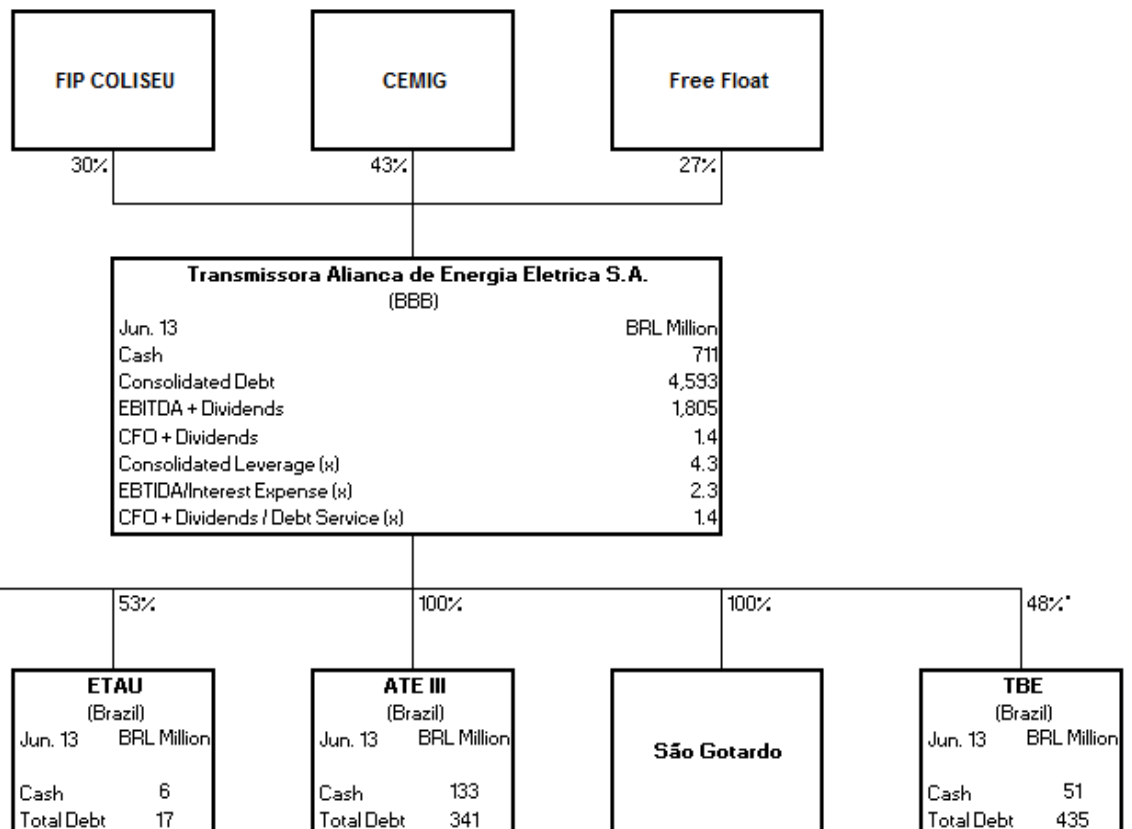 FIP COLISEU CEMIG Free Float
30% 43% 27%
Transmissora Alianca de Energia Eletrica S.A.
(BBB)
Jun. 13 BRL Million
Cash 711
Consolidated Debt 4,593
EBITDA + Dividends 1,805
CFO + Dividends 1.4
Consolidated Leverage (x) 4.3
EBTIDA/Interest Expense (x) 2.3
CFO + Dividends / Debt Service (x) 1.4
53% 100% 100% 48%*
ETAU
(Brazil)
Jun. 13 BRL Million
Cash 6
Total Debt 17
ATE III
(Brazil)
Jun. 13 BRL Million
Cash 133
Total Debt 341
São Gotardo
TBE
(Brazil)
Jun. 13 BRL Million
Cash 51
Total Debt 435